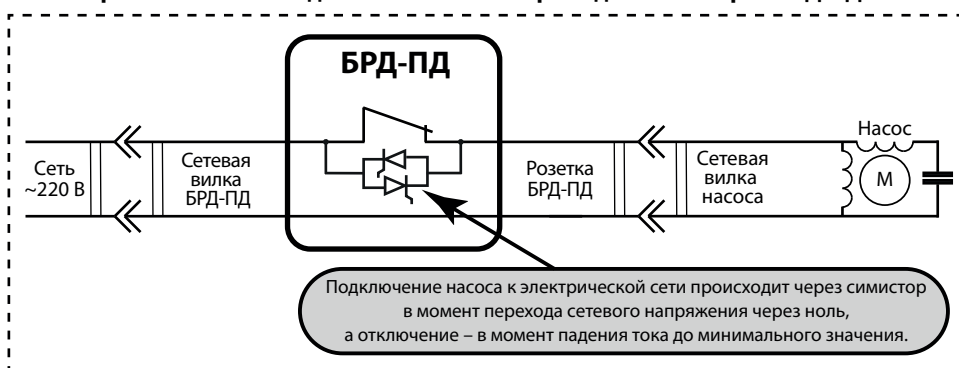 БРД-ПД
Насос
Сеть
~220 В
Сетевая
вилка
БРД-ПД
Розетка
БРД-ПД
Сетевая
вилка
насоса
М
Подключение насоса к электрической сети происходит через симистор
в момент перехода сетевого напряжения через ноль,
а отключение – в момент падения тока до минимального значения.